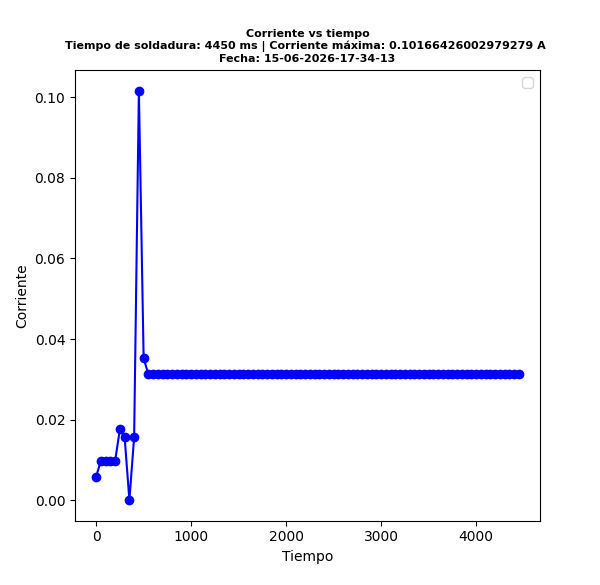 Corriente vs tiempo
Tiempo de soldadura: 4450 ms | Corriente máxima: 0.10166426002979279 A
Fecha: 15-06-2026-17-34-13
0.10
0.08
0.06
0.04
0.02
0.00
Corriente
0 1000 2000 3000 4000
Tiempo